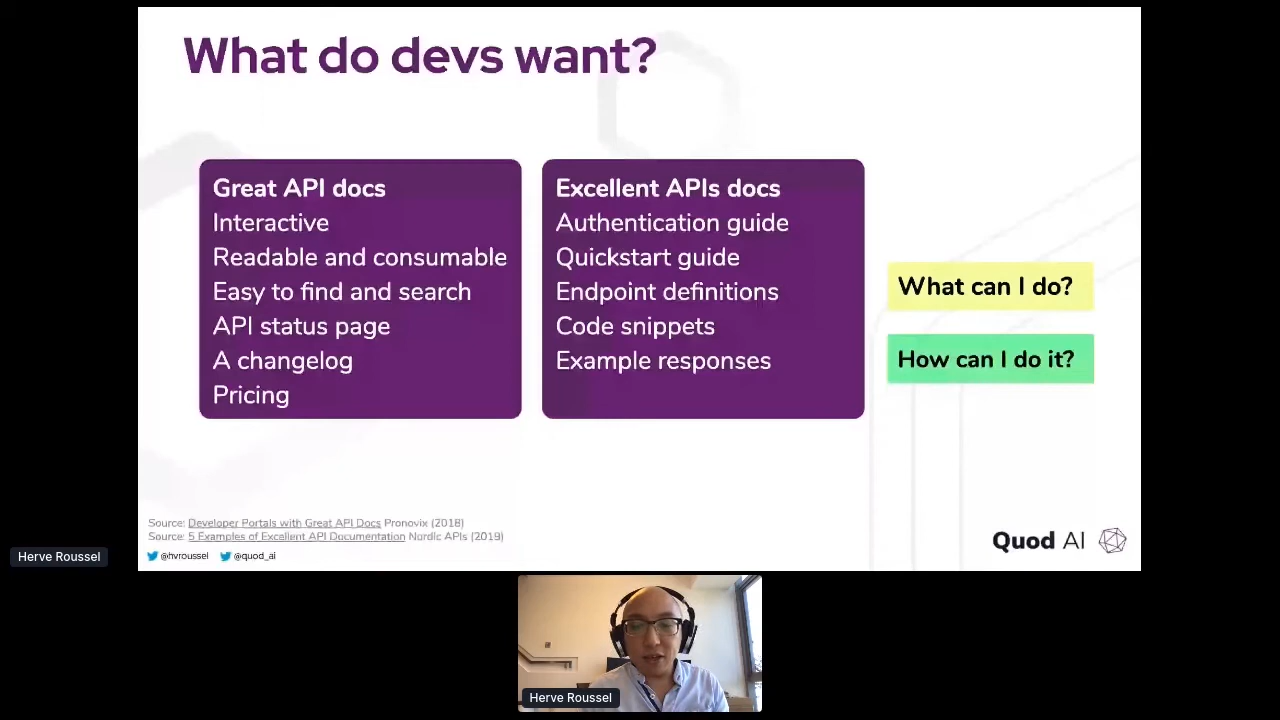 What do devs want?
Great API docs
Interactive
Readable and consumable
Easy to find and search
API status page
A changelog
Pricing
Excellent APIs docs
Authentication guide
Quickstart guide
Endpoint definitions
Code snippets
Example responses
What can I do?
How can I do it?
Source: Developer Portals with Great API Docs Pronovix (2018)
Source: 5 Examples of Excellent API Documentation Nordic APIs (2019)
@hvroussel @quod_ai
Quod AI
Herve Roussel
Herve Roussel